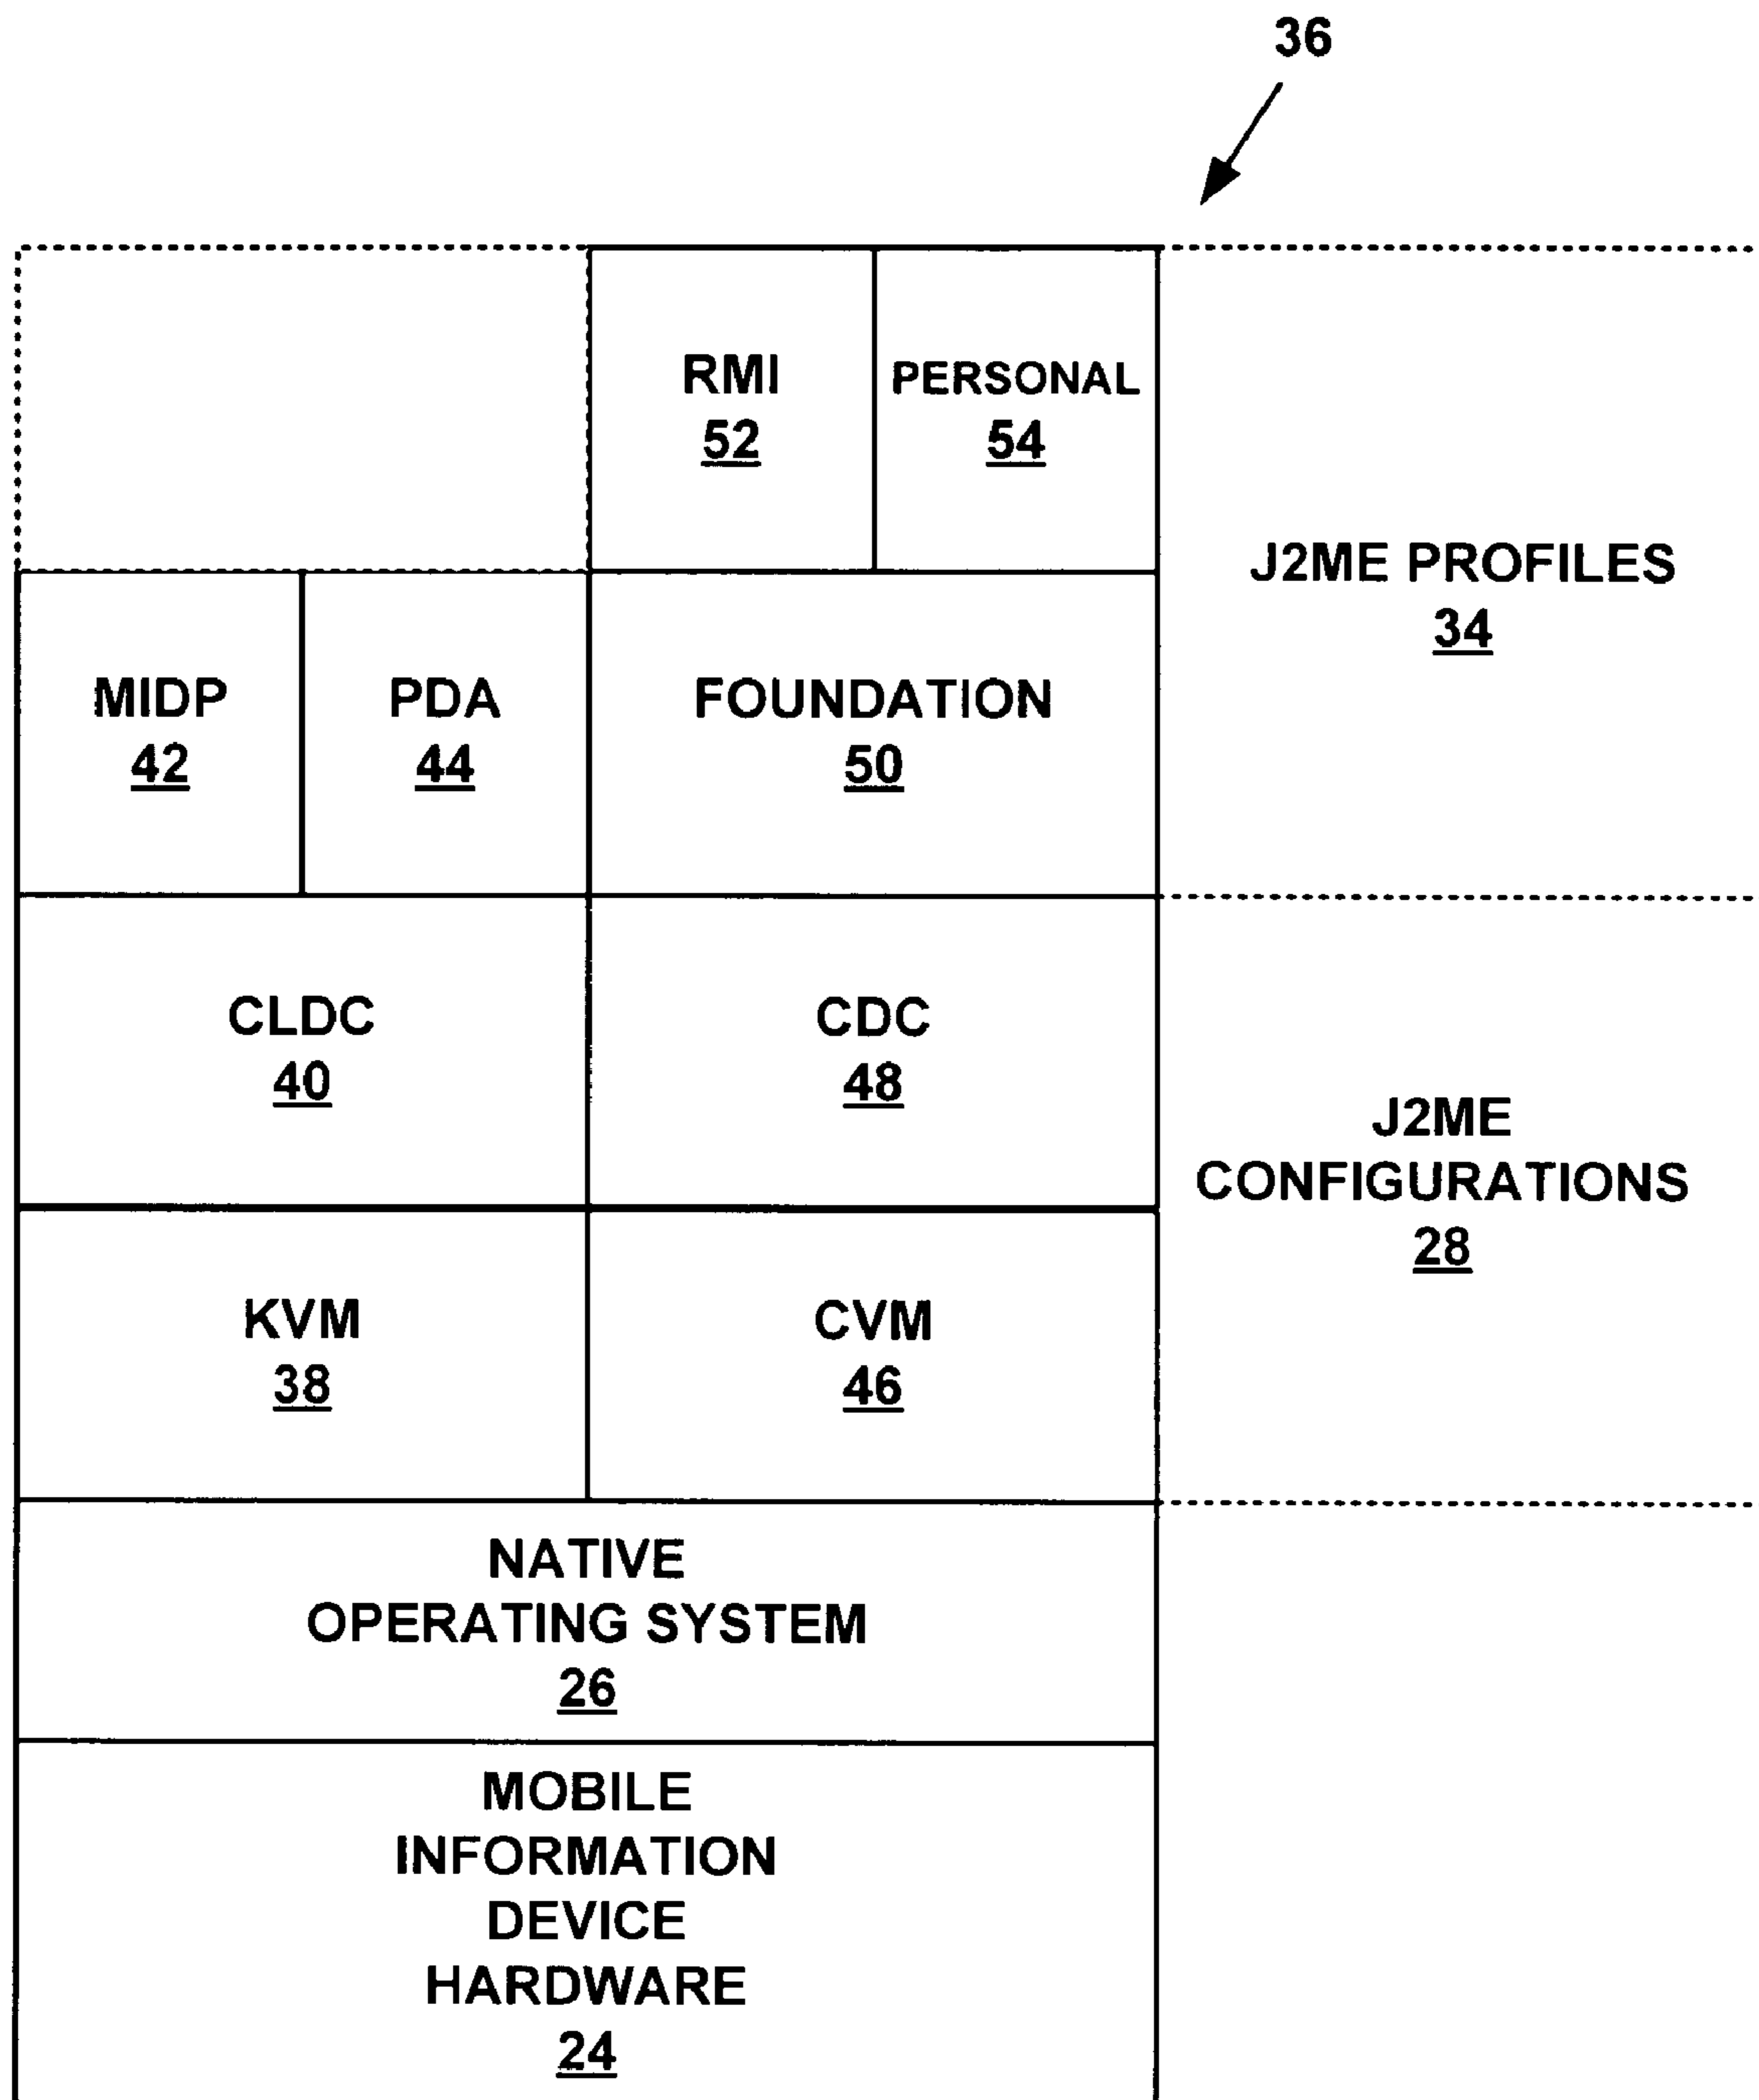 36
RMI
52
PERSONAL
54
J2ME PROFILES
34
MIDP
42
PDA
44
FOUNDATION
50
CLDC
40
CDC
48
J2ME
CONFIGURATIONS
28
KVM
38
CVM
46
NATIVE
OPERATING SYSTEM
26
MOBILE
INFORMATION
DEVICE
HARDWARE
24